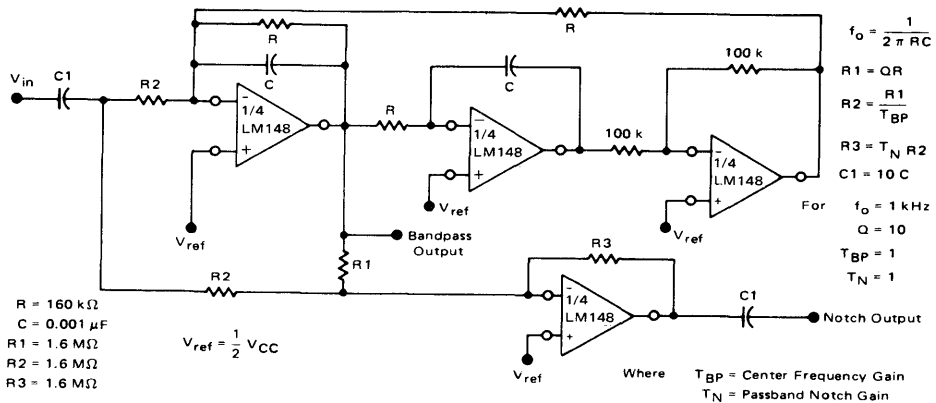 R
R
C
V_in
C1
R2
−
1/4
LM148
+
V_ref
R
C
−
1/4
LM148
+
V_ref
100 k
100 k
−
1/4
LM148
+
V_ref
f_o = 1 / 2 π RC
R1 = QR
R2 = R1 / T_BP
R3 = T_N R2
C1 = 10 C
For f_o = 1 kHz
Q = 10
T_BP = 1
T_N = 1
Bandpass
Output
R1
R2
R3
−
1/4
LM148
+
V_ref
C1
Notch Output
R = 160 kΩ
C = 0.001 μF
R1 = 1.6 MΩ
R2 = 1.6 MΩ
R3 = 1.6 MΩ
V_ref = 1/2 V_CC
Where T_BP = Center Frequency Gain
T_N = Passband Notch Gain